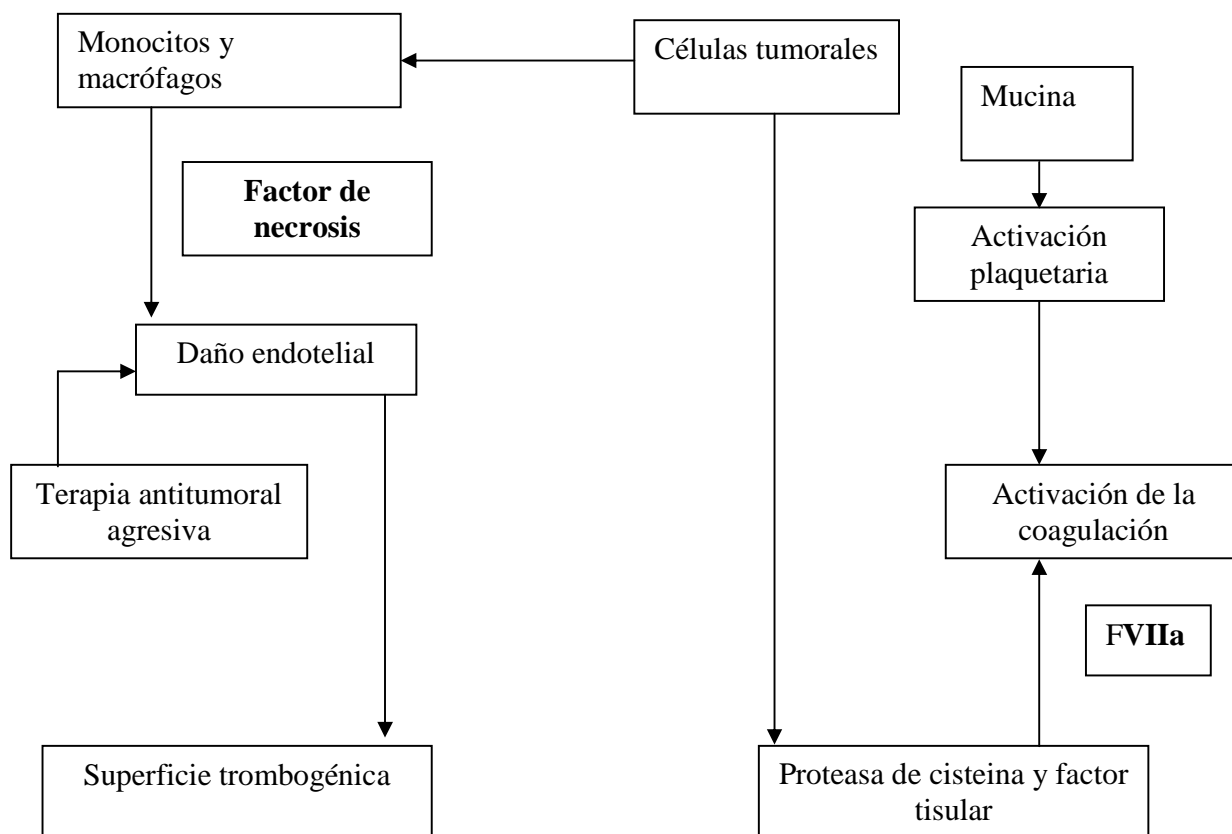 Monocitos y
macrófagos
Células tumorales
Mucina
Factor de
necrosis
Activación
plaquetaria
Daño endotelial
Terapia antitumoral
agresiva
Activación de la
coagulación
FVIIa
Superficie trombogénica
Proteasa de cisteina y factor
tisular